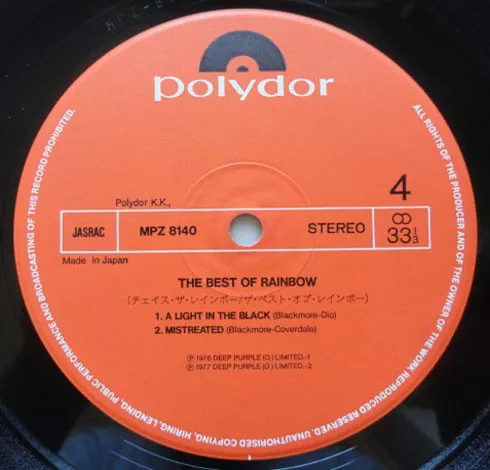 polydor
4
Polydor K.K.,
JASRAC
MPZ 8140
STEREO
33 1/3
Made in Japan
THE BEST OF RAINBOW
(チェイス・ザ・レインボー/ザ・ベスト・オブ・レインボー)
1. A LIGHT IN THE BLACK (Blackmore-Dio)
2. MISTREATED (Blackmore-Coverdale)
Ⓟ 1976 DEEP PURPLE (O.) LIMITED.-1
Ⓟ 1977 DEEP PURPLE (O.) LIMITED.-2
ALL RIGHTS OF THE PRODUCER AND OF THE OWNER OF THE WORK REPRODUCED RESERVED. UNAUTHORISED COPYING, HIRING, LENDING, PUBLIC PERFORMANCE AND BROADCASTING OF THIS RECORD PROHIBITED.